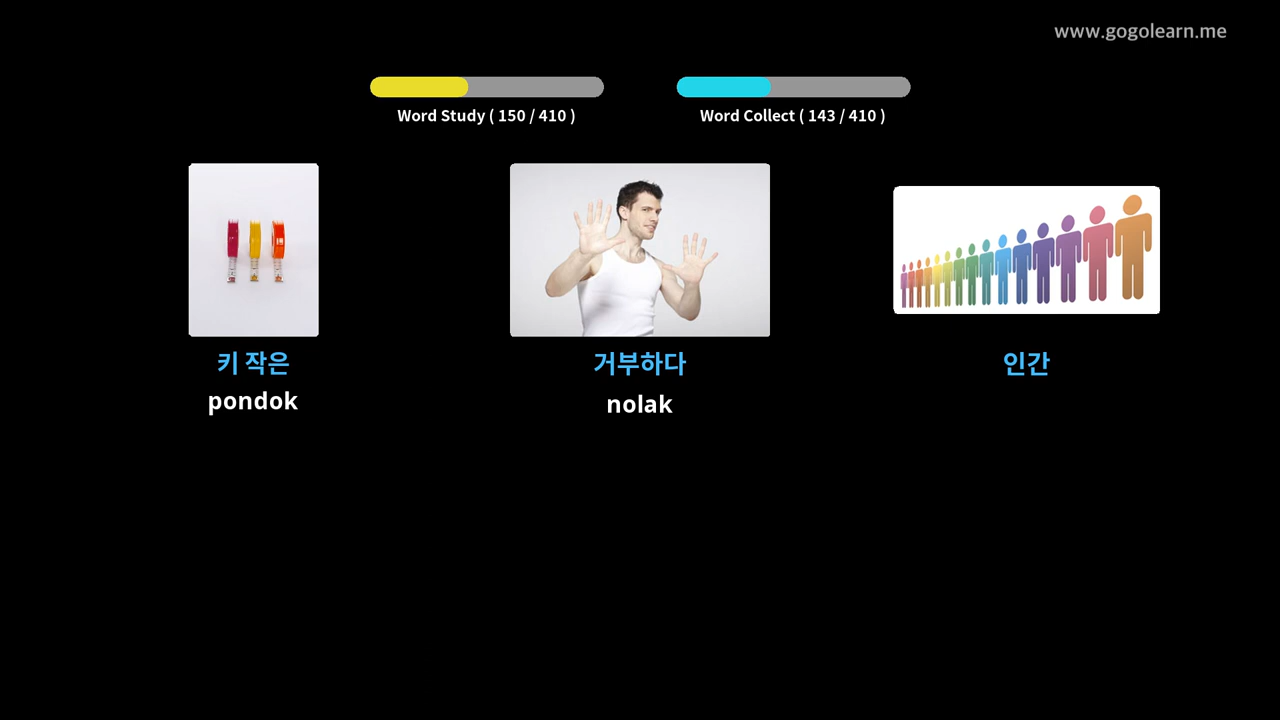 www.gogolearn.me
Word Study ( 150 / 410 )
Word Collect ( 143 / 410 )
키 작은
pondok
거부하다
nolak
인간